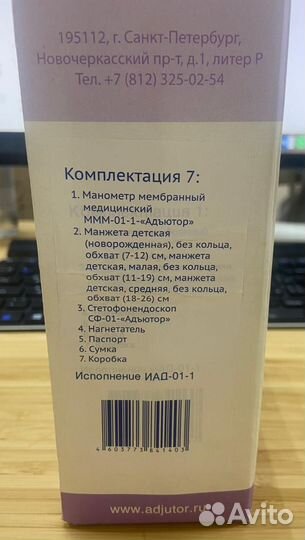 195112, г. Санкт-Петербург,
Новочеркасский пр-т, д.1, литер Р
Тел. +7 (812) 325-02-54
Комплектация 7:
1. Манометр мембранный
медицинский
МММ-01-1-«Адъютор»
2. Манжета детская
(новорожденная), без кольца,
обхват (7-12) см, манжета
детская, малая, без кольца,
обхват (11-19) см, манжета
детская, средняя, без кольца,
обхват (18-26) см
3. Стетофонендоскоп
СФ-01-«Адъютор»
4. Нагнетатель
5. Паспорт
6. Сумка
7. Коробка
Исполнение ИАД-01-1
4603773841403
www.adjutor.ru
Avito